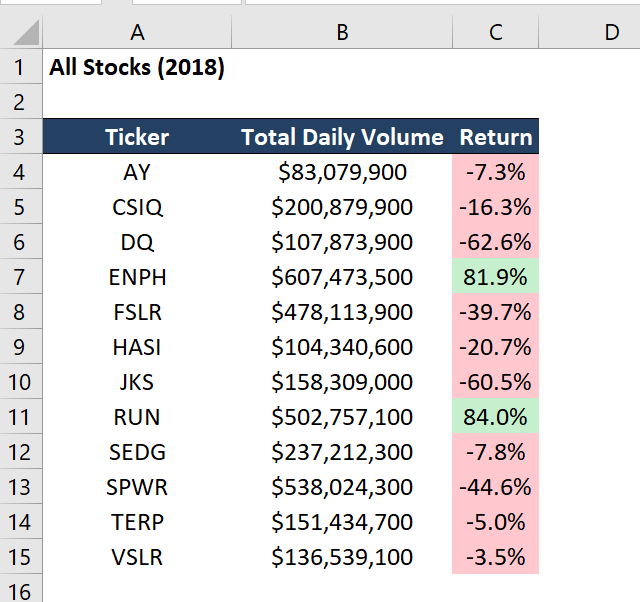 A B C D
1 All Stocks (2018)
2
3 Ticker Total Daily Volume Return
4 AY $83,079,900 -7.3%
5 CSIQ $200,879,900 -16.3%
6 DQ $107,873,900 -62.6%
7 ENPH $607,473,500 81.9%
8 FSLR $478,113,900 -39.7%
9 HASI $104,340,600 -20.7%
10 JKS $158,309,000 -60.5%
11 RUN $502,757,100 84.0%
12 SEDG $237,212,300 -7.8%
13 SPWR $538,024,300 -44.6%
14 TERP $151,434,700 -5.0%
15 VSLR $136,539,100 -3.5%
16